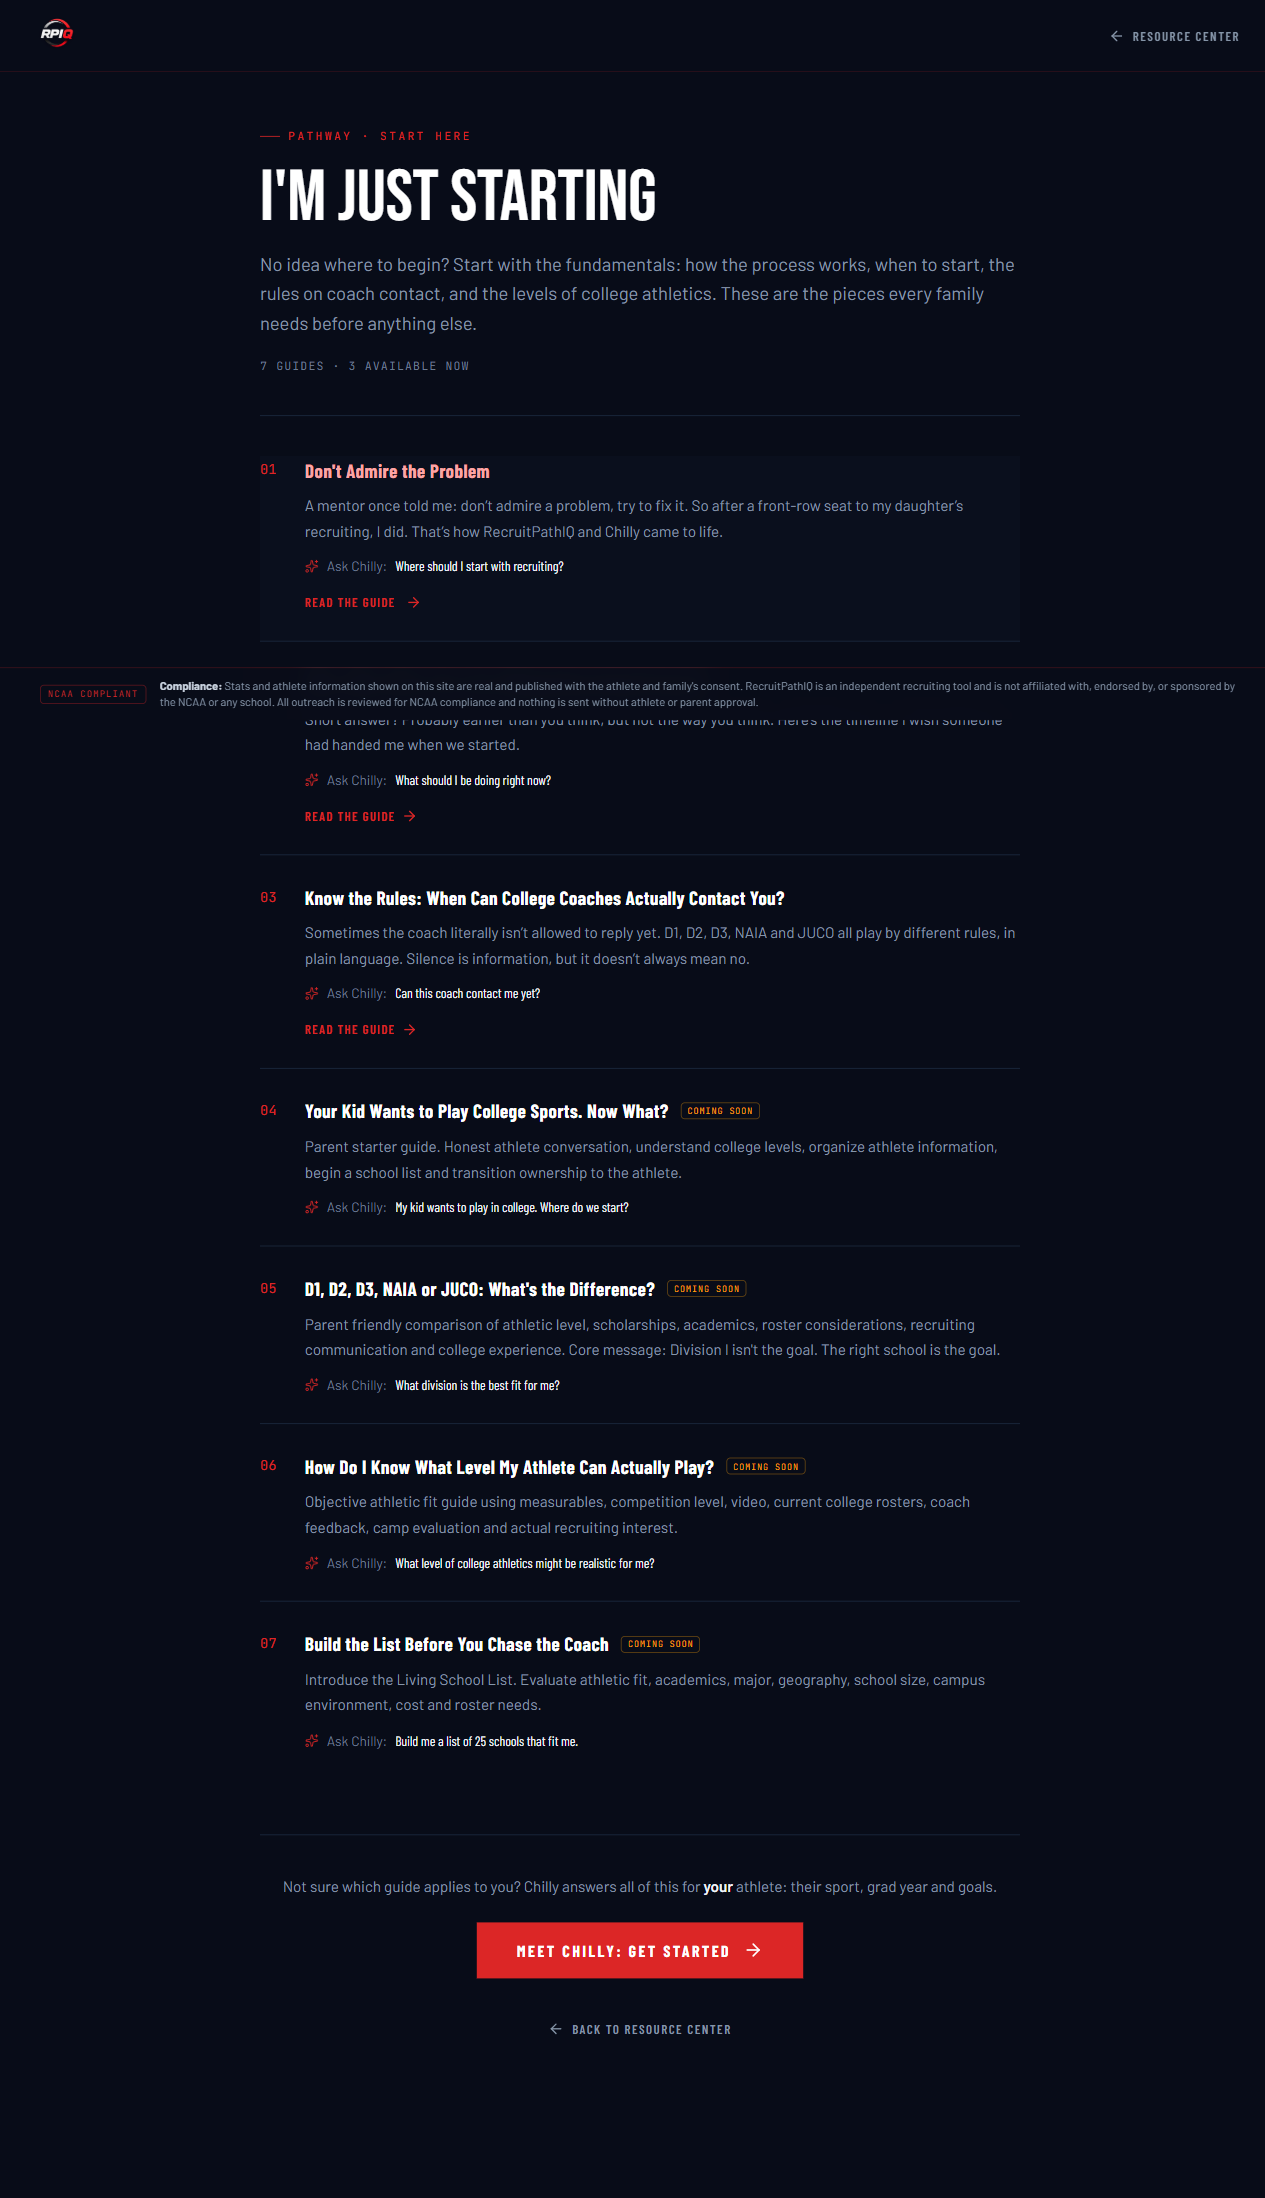 RPIQ
RESOURCE CENTER
PATHWAY · START HERE
I'M JUST STARTING
No idea where to begin? Start with the fundamentals: how the process works, when to start, the
rules on coach contact, and the levels of college athletics. These are the pieces every family
needs before anything else.
7 GUIDES · 3 AVAILABLE NOW
01
Don't Admire the Problem
A mentor once told me: don’t admire a problem, try to fix it. So after a front-row seat to my daughter’s
recruiting, I did. That’s how RecruitPathIQ and Chilly came to life.
Ask Chilly: Where should I start with recruiting?
READ THE GUIDE
NCAA COMPLIANT
Compliance: Stats and athlete information shown on this site are real and published with the athlete and family's consent. RecruitPathIQ is an independent recruiting tool and is not affiliated with, endorsed by, or sponsored by
the NCAA or any school. All outreach is reviewed for NCAA compliance and nothing is sent without athlete or parent approval.
Short answer? Probably earlier than you think, but not the way you think. Here’s the timeline I wish someone
had handed me when we started.
Ask Chilly: What should I be doing right now?
READ THE GUIDE
03
Know the Rules: When Can College Coaches Actually Contact You?
Sometimes the coach literally isn’t allowed to reply yet. D1, D2, D3, NAIA and JUCO all play by different rules, in
plain language. Silence is information, but it doesn’t always mean no.
Ask Chilly: Can this coach contact me yet?
READ THE GUIDE
04
Your Kid Wants to Play College Sports. Now What? COMING SOON
Parent starter guide. Honest athlete conversation, understand college levels, organize athlete information,
begin a school list and transition ownership to the athlete.
Ask Chilly: My kid wants to play in college. Where do we start?
05
D1, D2, D3, NAIA or JUCO: What's the Difference? COMING SOON
Parent friendly comparison of athletic level, scholarships, academics, roster considerations, recruiting
communication and college experience. Core message: Division I isn't the goal. The right school is the goal.
Ask Chilly: What division is the best fit for me?
06
How Do I Know What Level My Athlete Can Actually Play? COMING SOON
Objective athletic fit guide using measurables, competition level, video, current college rosters, coach
feedback, camp evaluation and actual recruiting interest.
Ask Chilly: What level of college athletics might be realistic for me?
07
Build the List Before You Chase the Coach COMING SOON
Introduce the Living School List. Evaluate athletic fit, academics, major, geography, school size, campus
environment, cost and roster needs.
Ask Chilly: Build me a list of 25 schools that fit me.
Not sure which guide applies to you? Chilly answers all of this for your athlete: their sport, grad year and goals.
MEET CHILLY: GET STARTED
BACK TO RESOURCE CENTER